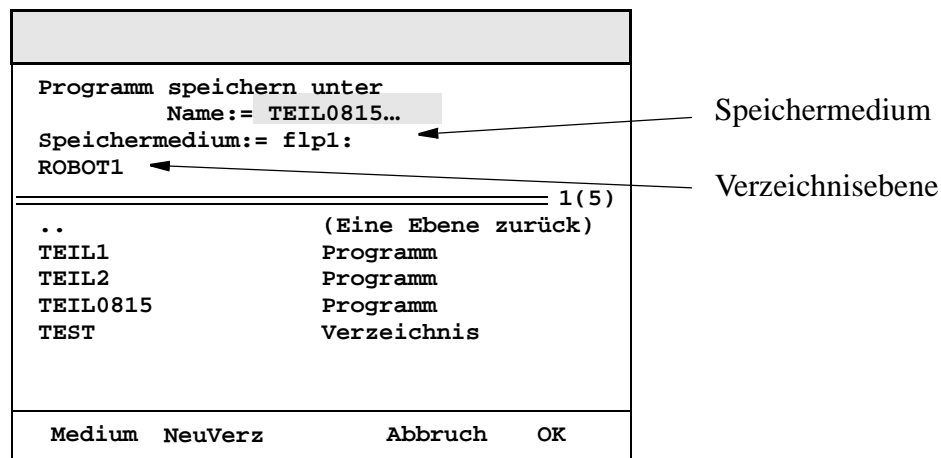 Programm speichern unter
Name:= TEIL0815...
Speichermedium:= flp1:
ROBOT1
Speichermedium
Verzeichnisebene
1(5)
.. (Eine Ebene zurück)
TEIL1 Programm
TEIL2 Programm
TEIL0815 Programm
TEST Verzeichnis
Medium NeuVerz Abbruch OK